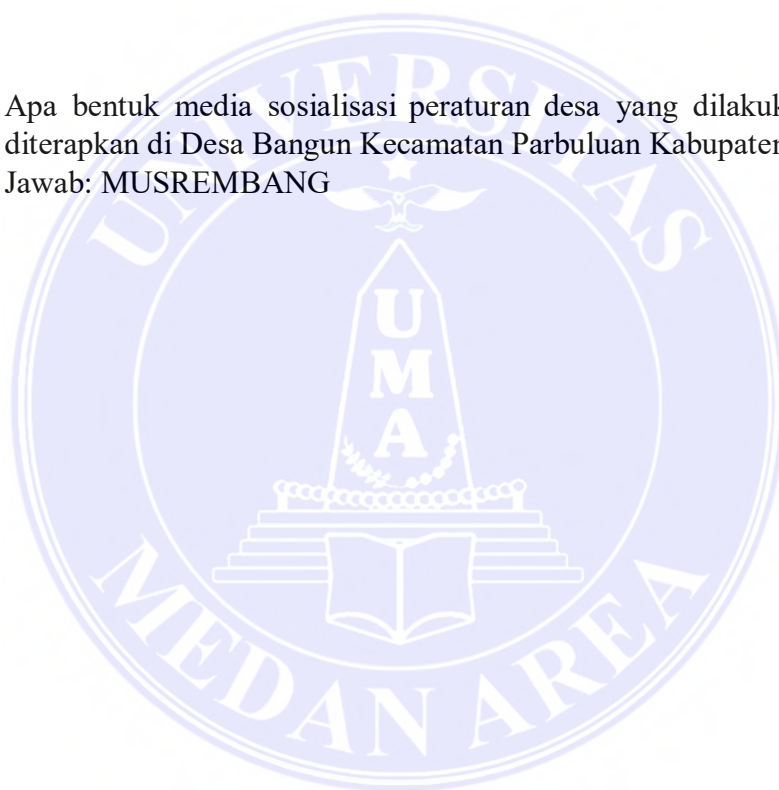 Apa bentuk media sosialisasi peraturan desa yang dilakuk
diterapkan di Desa Bangun Kecamatan Parbuluan Kabupaten
Jawab: MUSREMBANG
UNIVERSITAS
UMA
MEDAN AREA